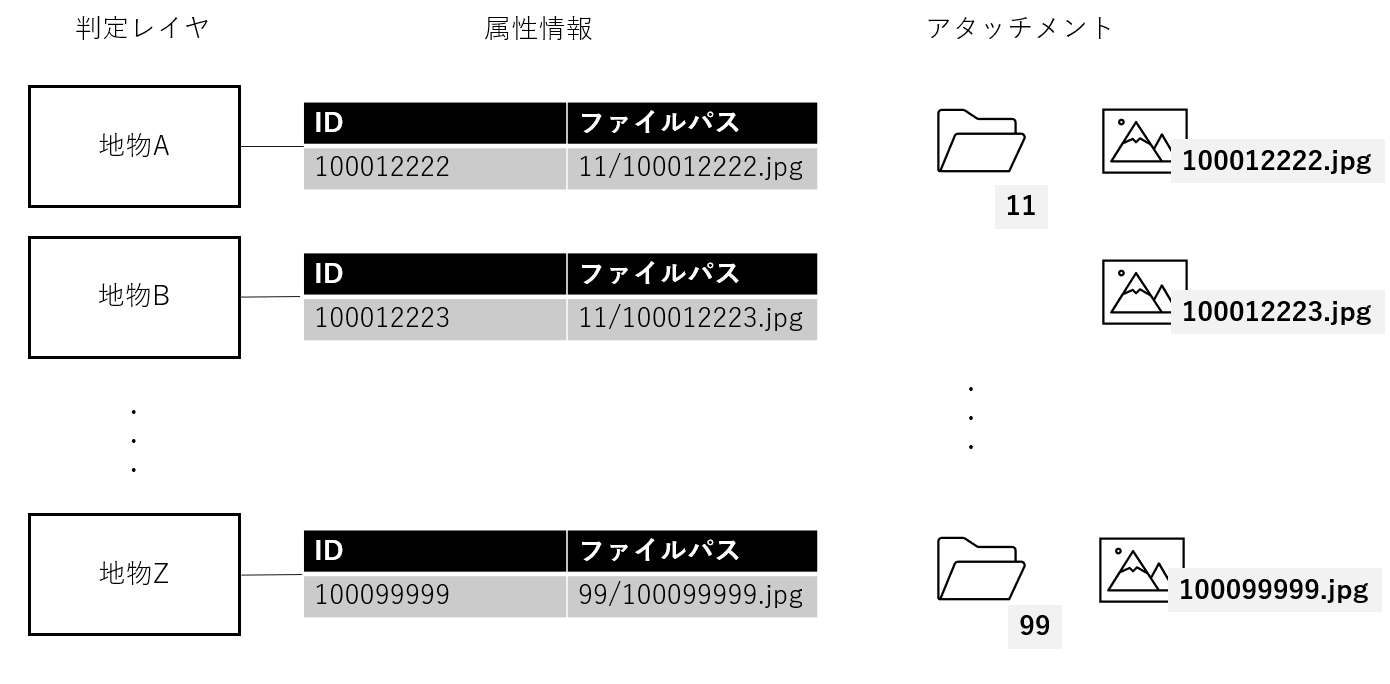 判定レイヤ 属性情報 アタッチメント
地物A
ID ファイルパス
100012222 11/100012222.jpg
11
100012222.jpg
地物B
ID ファイルパス
100012223 11/100012223.jpg
100012223.jpg
地物Z
ID ファイルパス
100099999 99/100099999.jpg
99
100099999.jpg